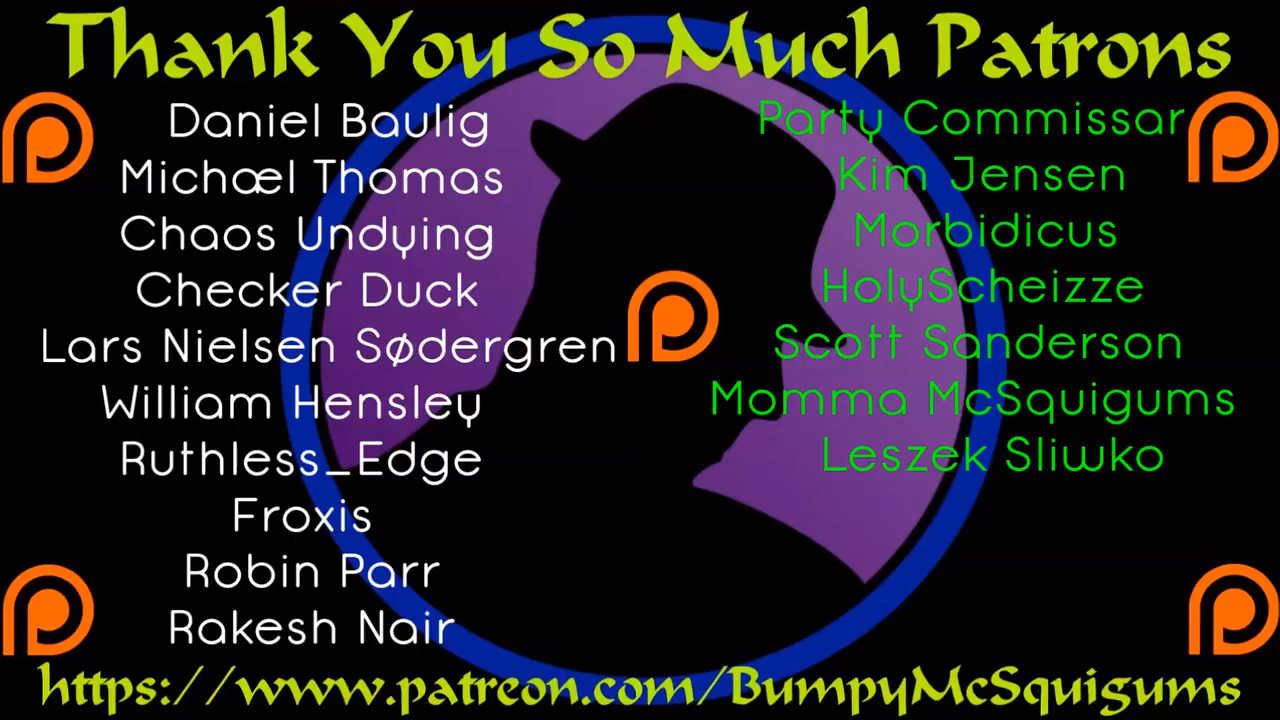 Thank You So Much Patrons
Daniel Baulig
Michael Thomas
Chaos Undying
Checker Duck
Lars Nielsen Sødergren
William Hensley
Ruthless_Edge
Froxis
Robin Parr
Rakesh Nair
Party Commissar
Kim Jensen
Morbidicus
HolyScheizze
Scott Sanderson
Momma McSquigums
Leszek Sliwko
https://www.patreon.com/BumpyMcSquigums